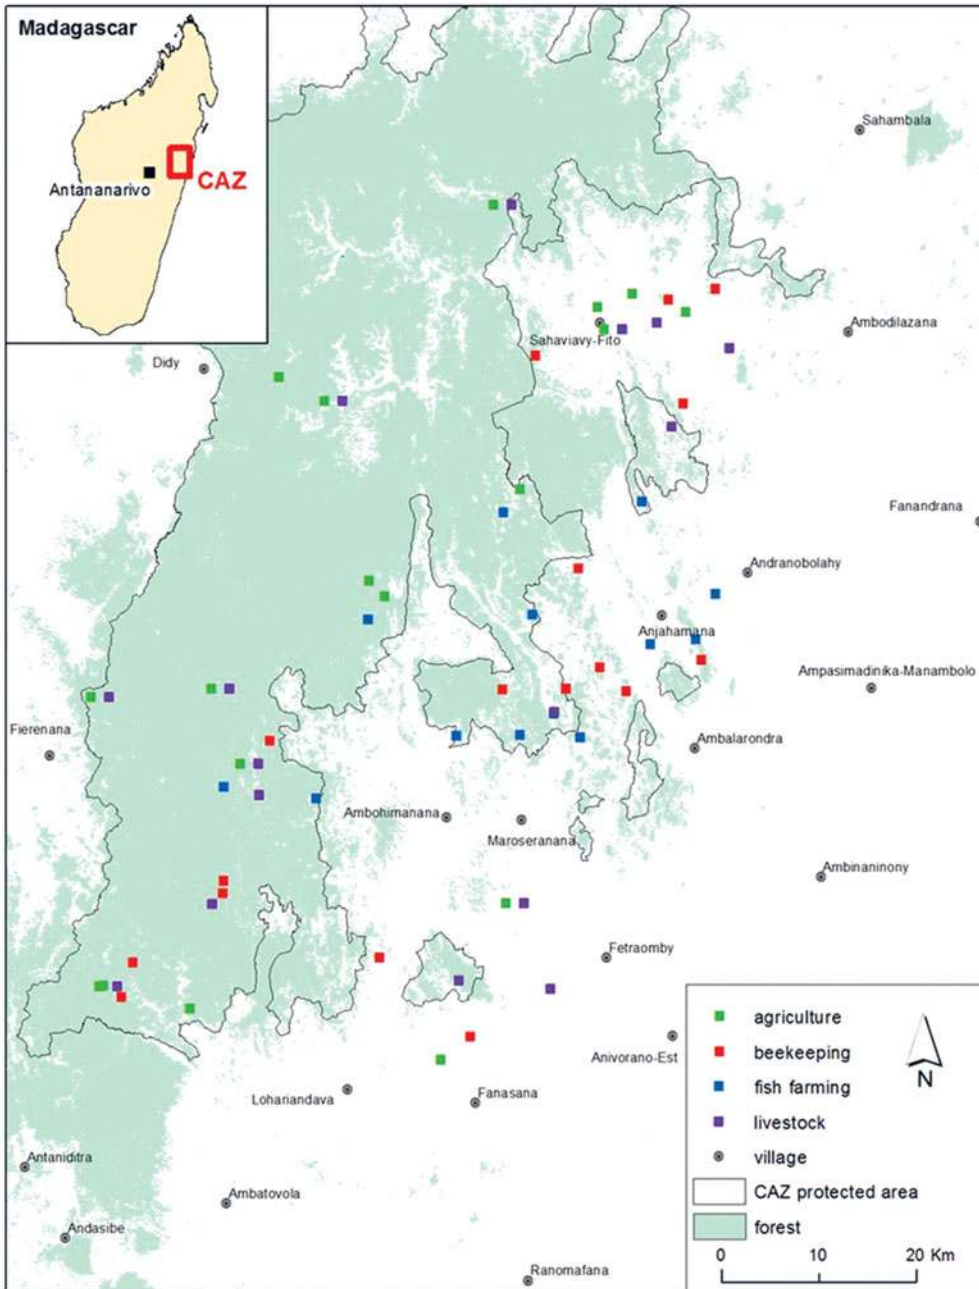 Madagascar
Antananarivo
CAZ
Sahambala
Ambodilazana
Sahaviavy-Fito
Didy
Fanandrana
Andranobolahy
Anjahamana
Ampasimadinika-Manambolo
Fierenana
Ambalarondra
Ambohimanana
Maroseranana
Ambinaninony
Fetraomby
Anivorano-Est
Lohariandava
Fanasana
Antaniditra
Ambatovola
Andasibe
Ranomafana
agriculture
beekeeping
fish farming
livestock
village
CAZ protected area
forest
N
0 10 20 Km